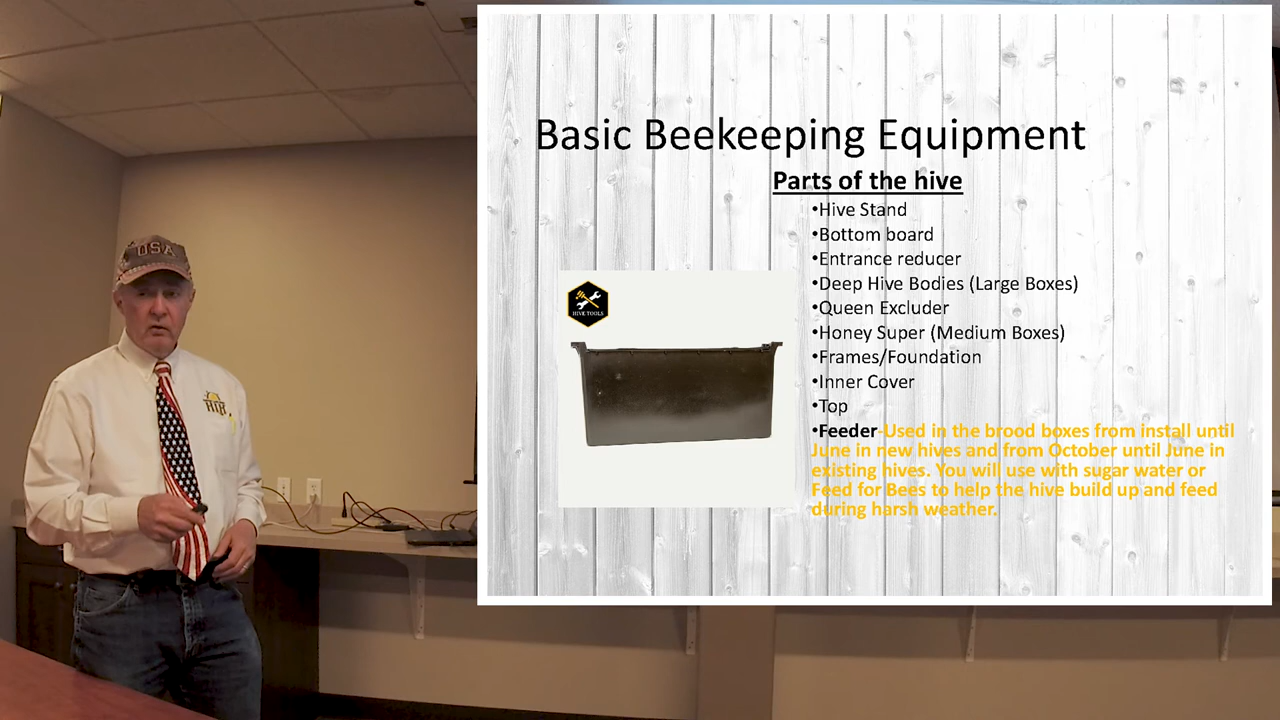 USA
HIH
Basic Beekeeping Equipment
Parts of the hive
•Hive Stand
•Bottom board
•Entrance reducer
•Deep Hive Bodies (Large Boxes)
•Queen Excluder
•Honey Super (Medium Boxes)
•Frames/Foundation
•Inner Cover
•Top
•Feeder-Used in the brood boxes from install until
June in new hives and from October until June in
existing hives. You will use with sugar water or
Feed for Bees to help the hive build up and feed
during harsh weather.
HIVE TOOLS